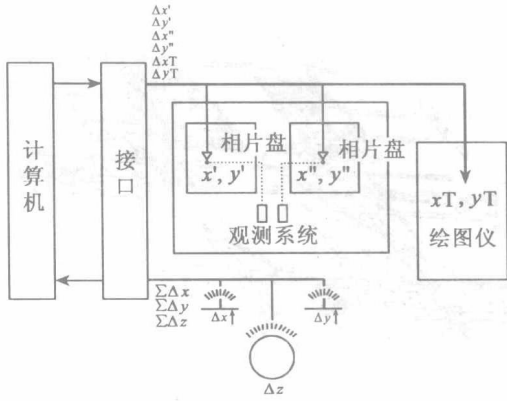 Δx'
Δy'
Δx"
Δy"
ΔxT
ΔyT
计算机
接口
相片盘
x', y'
相片盘
x", y"
观测系统
xT, yT
绘图仪
ΣΔx
ΣΔy
ΣΔz
Δx
Δy
Δz